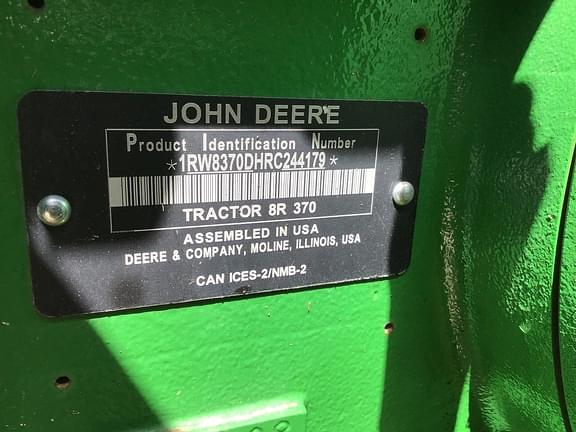 JOHN DEERE
Product Identification Number
*1RW8370DHRC244179*
TRACTOR 8R 370
ASSEMBLED IN USA
DEERE & COMPANY, MOLINE, ILLINOIS, USA
CAN ICES-2/NMB-2